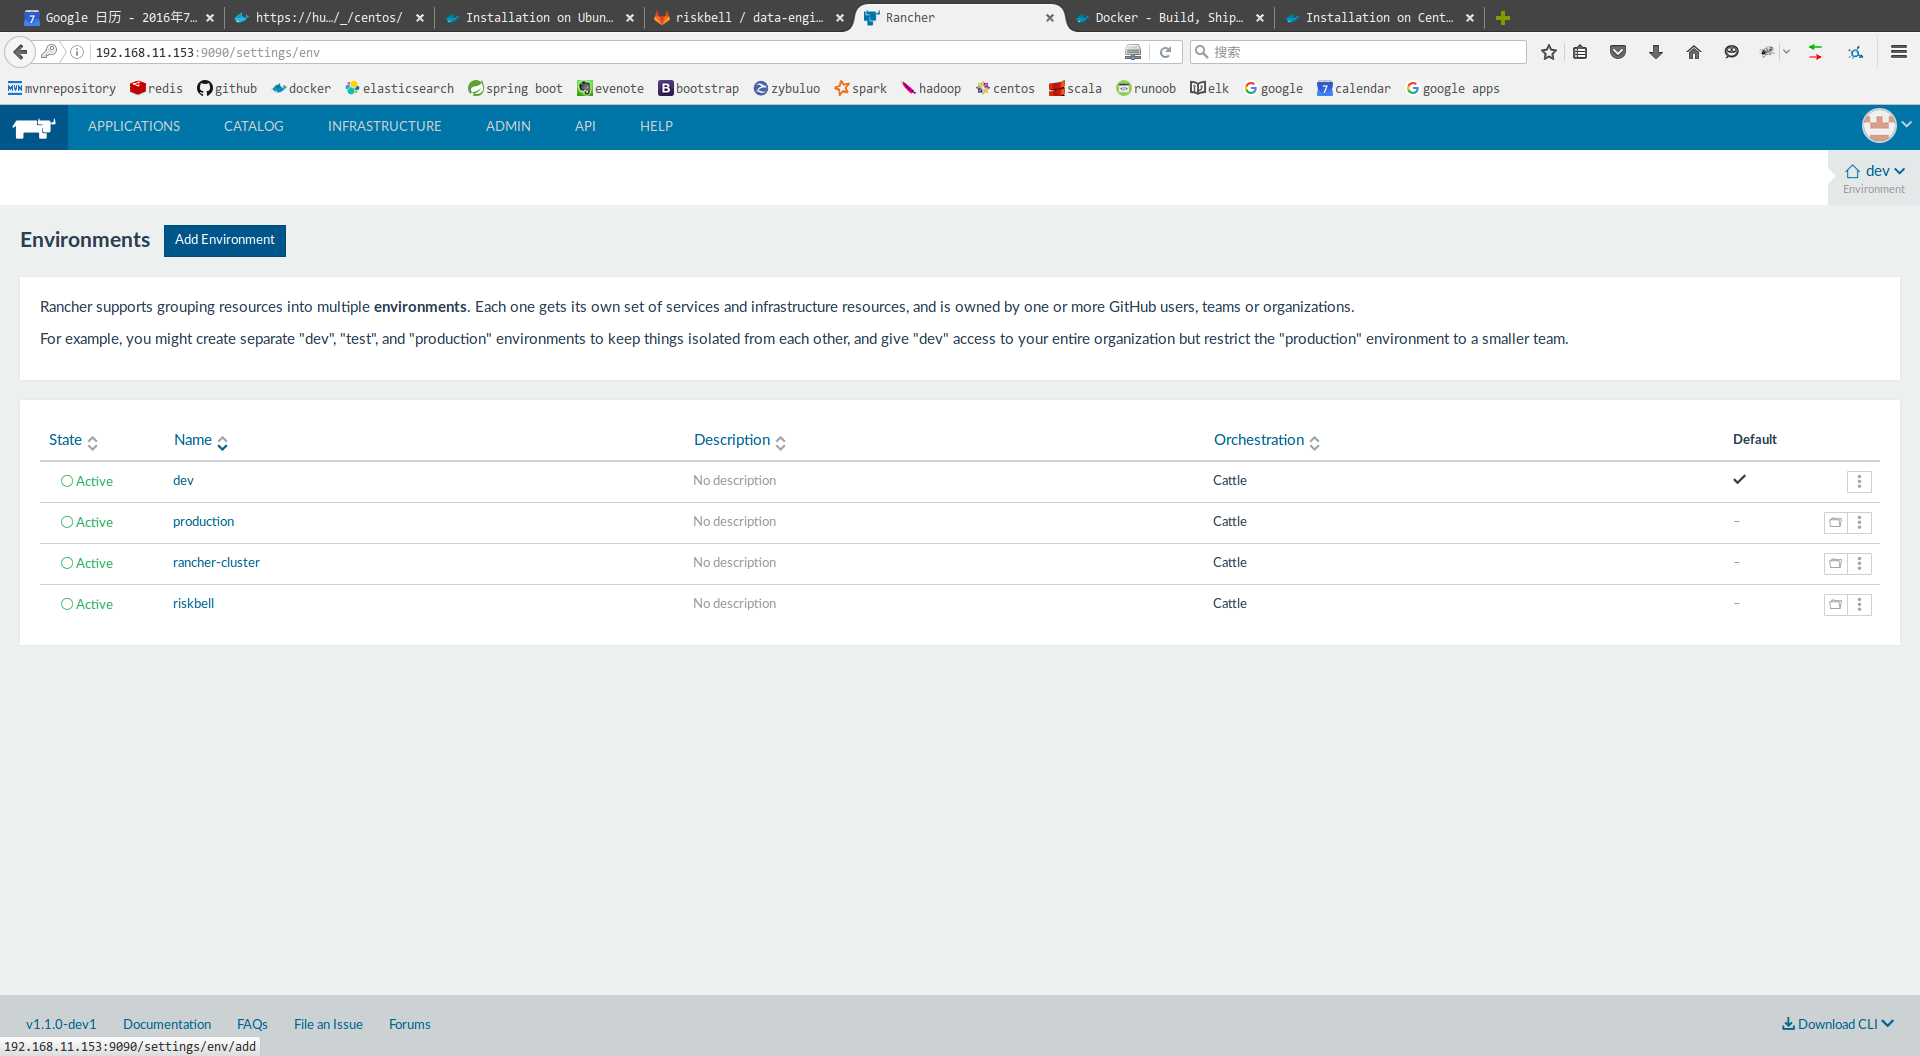 Google 日历 - 2016年7... https://hu.../_/centos/ Installation on Ubun... riskbell / data-engi... Rancher Docker - Build, Ship... Installation on Cent...
192.168.11.153:9090/settings/env 搜索
mvnrepository redis github docker elasticsearch spring boot evenote bootstrap zybuluo spark hadoop centos scala runoob elk google calendar google apps
APPLICATIONS CATALOG INFRASTRUCTURE ADMIN API HELP
dev
Environment
Environments Add Environment
Rancher supports grouping resources into multiple environments. Each one gets its own set of services and infrastructure resources, and is owned by one or more GitHub users, teams or organizations.
For example, you might create separate "dev", "test", and "production" environments to keep things isolated from each other, and give "dev" access to your entire organization but restrict the "production" environment to a smaller team.
State Name Description Orchestration Default
Active dev No description Cattle
Active production No description Cattle –
Active rancher-cluster No description Cattle –
Active riskbell No description Cattle –
v1.1.0-dev1 Documentation FAQs File an Issue Forums Download CLI
192.168.11.153:9090/settings/env/add